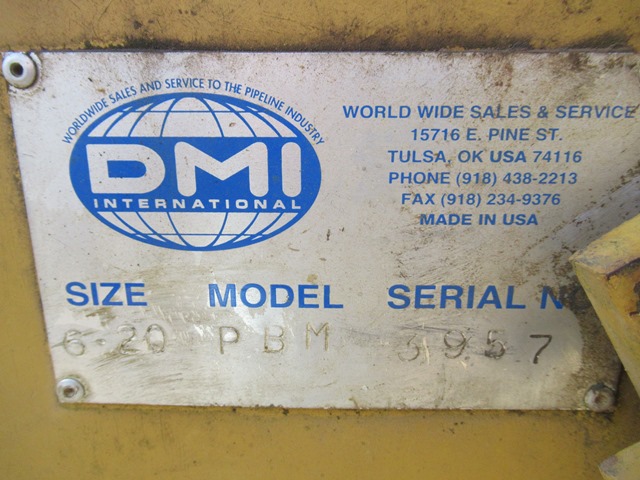 WORLDWIDE SALES AND SERVICE TO THE PIPELINE INDUSTRY
DMI
INTERNATIONAL
WORLD WIDE SALES & SERVICE
15716 E. PINE ST.
TULSA, OK USA 74116
PHONE (918) 438-2213
FAX (918) 234-9376
MADE IN USA
SIZE MODEL SERIAL N
6-20 PBM 3957